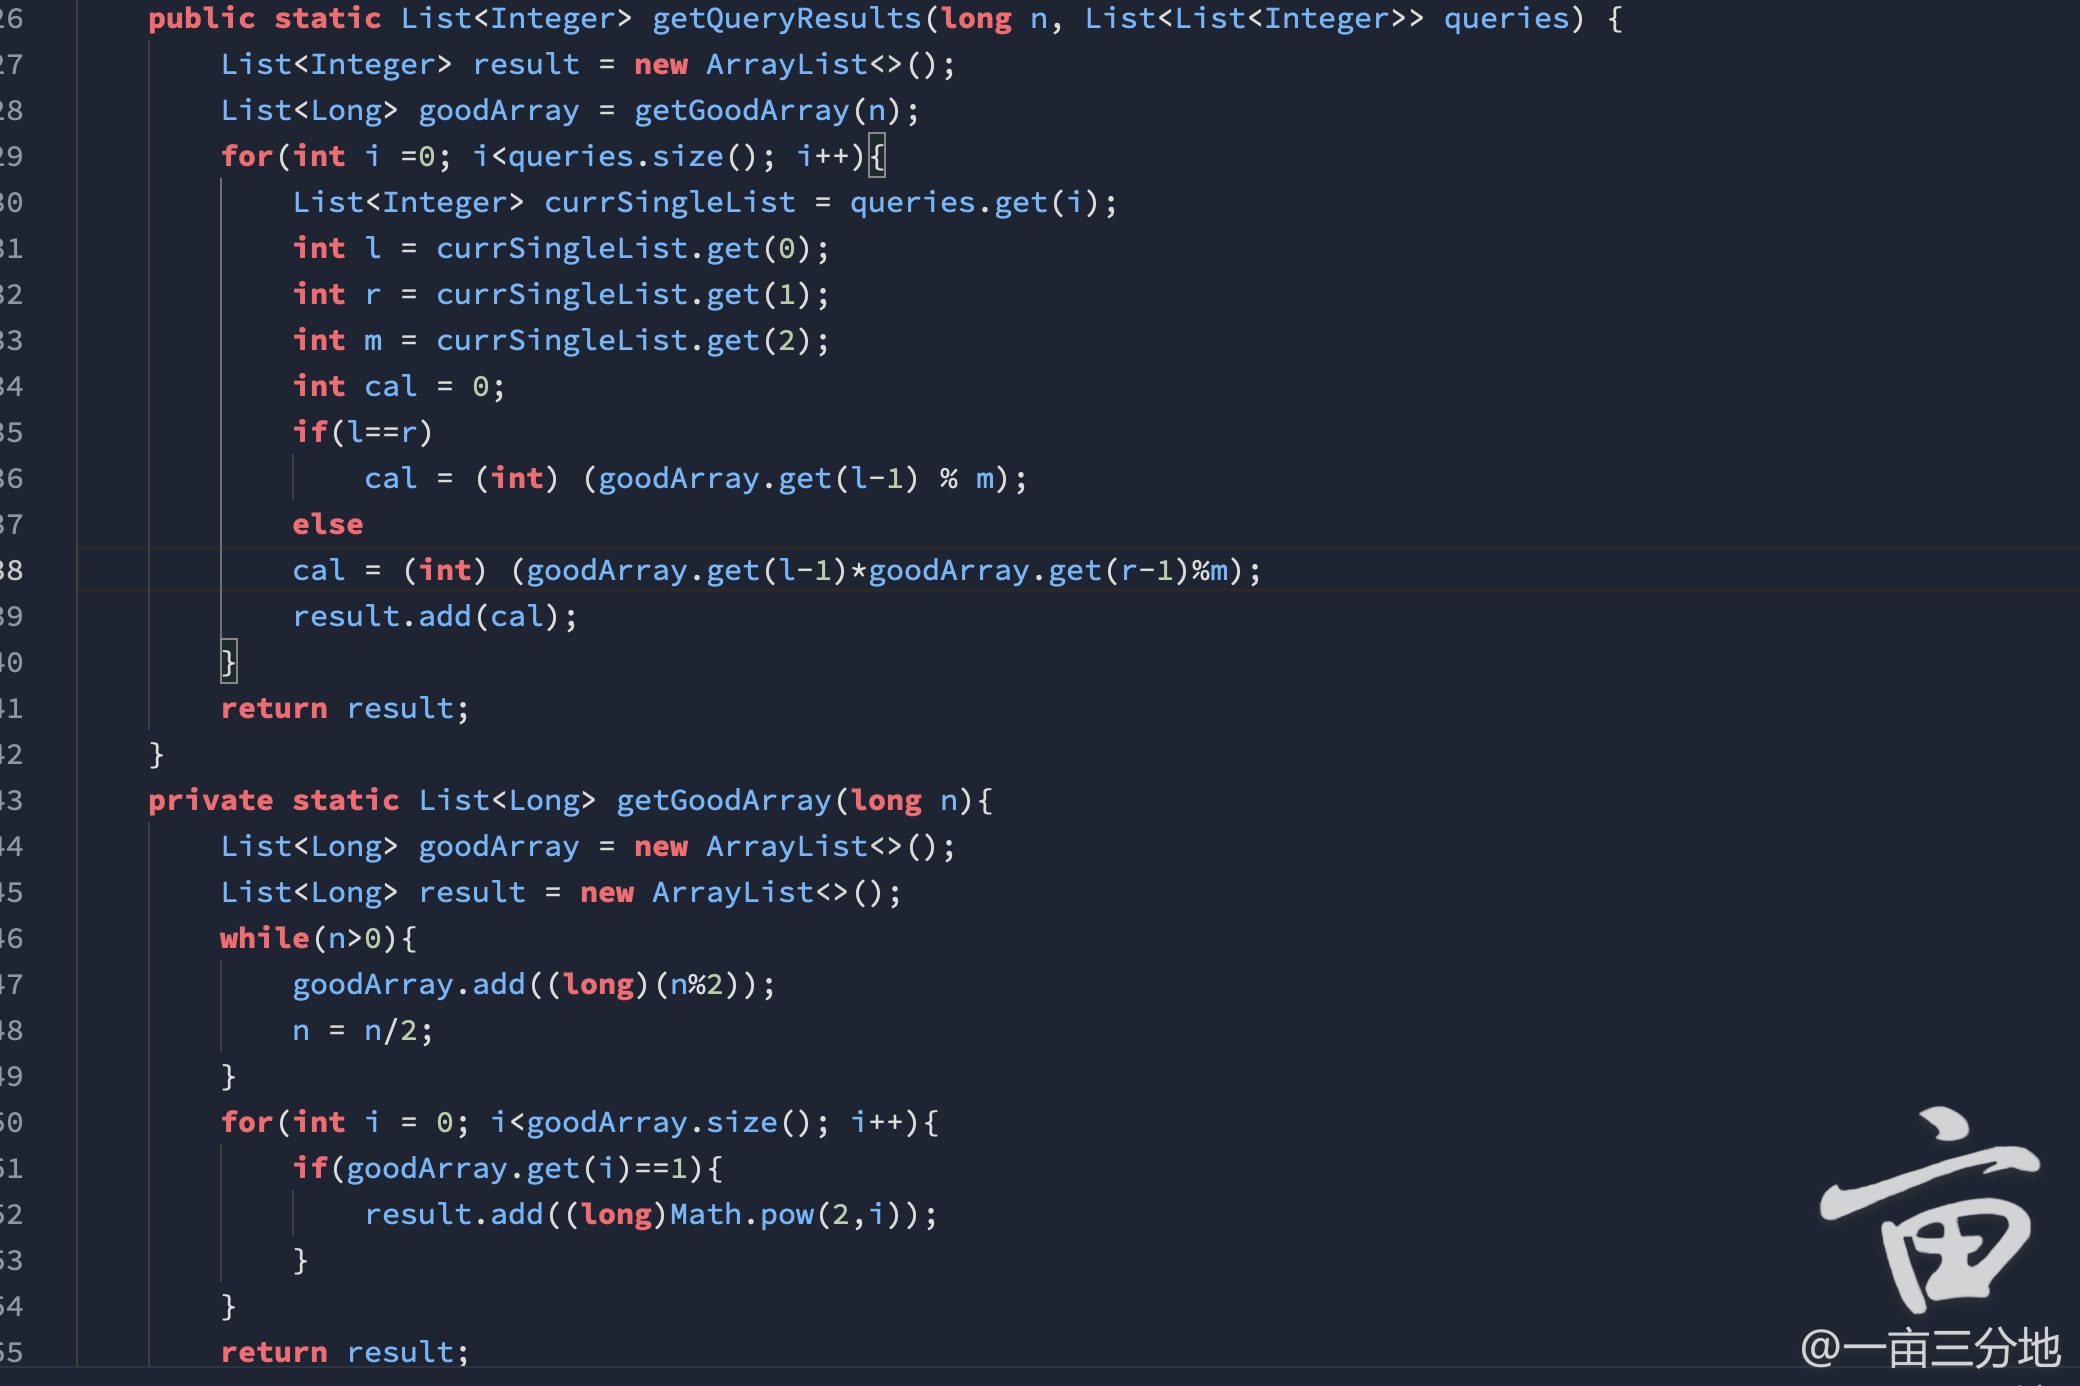 26 public static List<Integer> getQueryResults(long n, List<List<Integer>> queries) {
27 List<Integer> result = new ArrayList<>();
28 List<Long> goodArray = getGoodArray(n);
29 for(int i =0; i<queries.size(); i++){
30 List<Integer> currSingleList = queries.get(i);
31 int l = currSingleList.get(0);
32 int r = currSingleList.get(1);
33 int m = currSingleList.get(2);
34 int cal = 0;
35 if(l==r)
36 cal = (int) (goodArray.get(l-1) % m);
37 else
38 cal = (int) (goodArray.get(l-1)*goodArray.get(r-1)%m);
39 result.add(cal);
40 }
41 return result;
42 }
43 private static List<Long> getGoodArray(long n){
44 List<Long> goodArray = new ArrayList<>();
45 List<Long> result = new ArrayList<>();
46 while(n>0){
47 goodArray.add((long)(n%2));
48 n = n/2;
49 }
50 for(int i = 0; i<goodArray.size(); i++){
51 if(goodArray.get(i)==1){
52 result.add((long)Math.pow(2,i));
53 }
54 }
55 return result;
亩
@一亩三分地